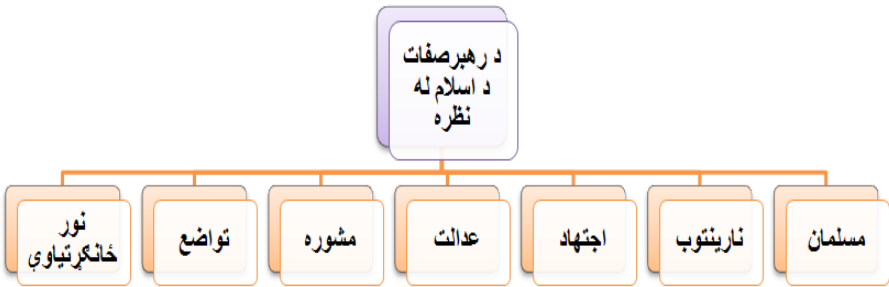 د رهبرصفات
د اسلام له
نظره
مسلمان
نارینتوب
اجتهاد
عدالت
مشوره
تواضع
نور
ځانګړتیاوې